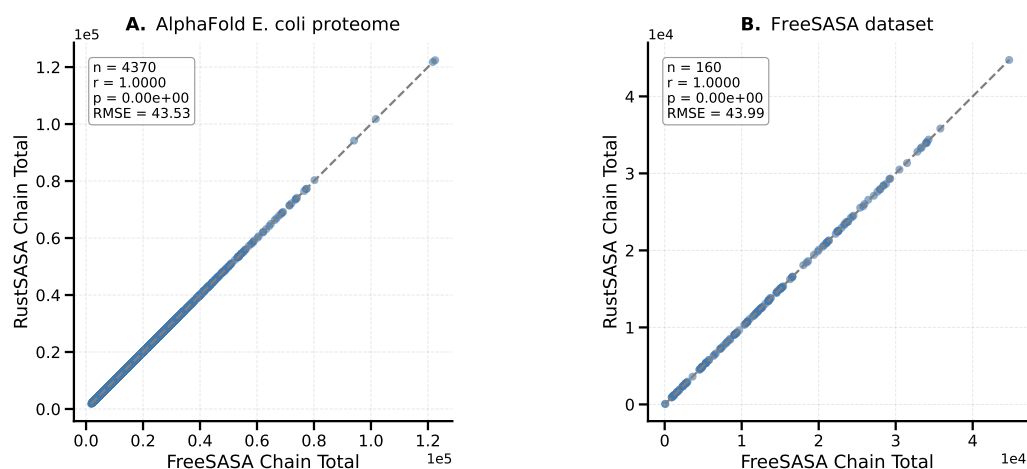 A. AlphaFold E. coli proteome
1e5
n = 4370
r = 1.0000
p = 0.00e+00
RMSE = 43.53
1.2
1.0
0.8
0.6
0.4
0.2
0.0
RustSASA Chain Total
0.0 0.2 0.4 0.6 0.8 1.0 1.2
FreeSASA Chain Total
1e5
B. FreeSASA dataset
1e4
n = 160
r = 1.0000
p = 0.00e+00
RMSE = 43.99
4
3
2
1
0
RustSASA Chain Total
0 1 2 3 4
FreeSASA Chain Total
1e4